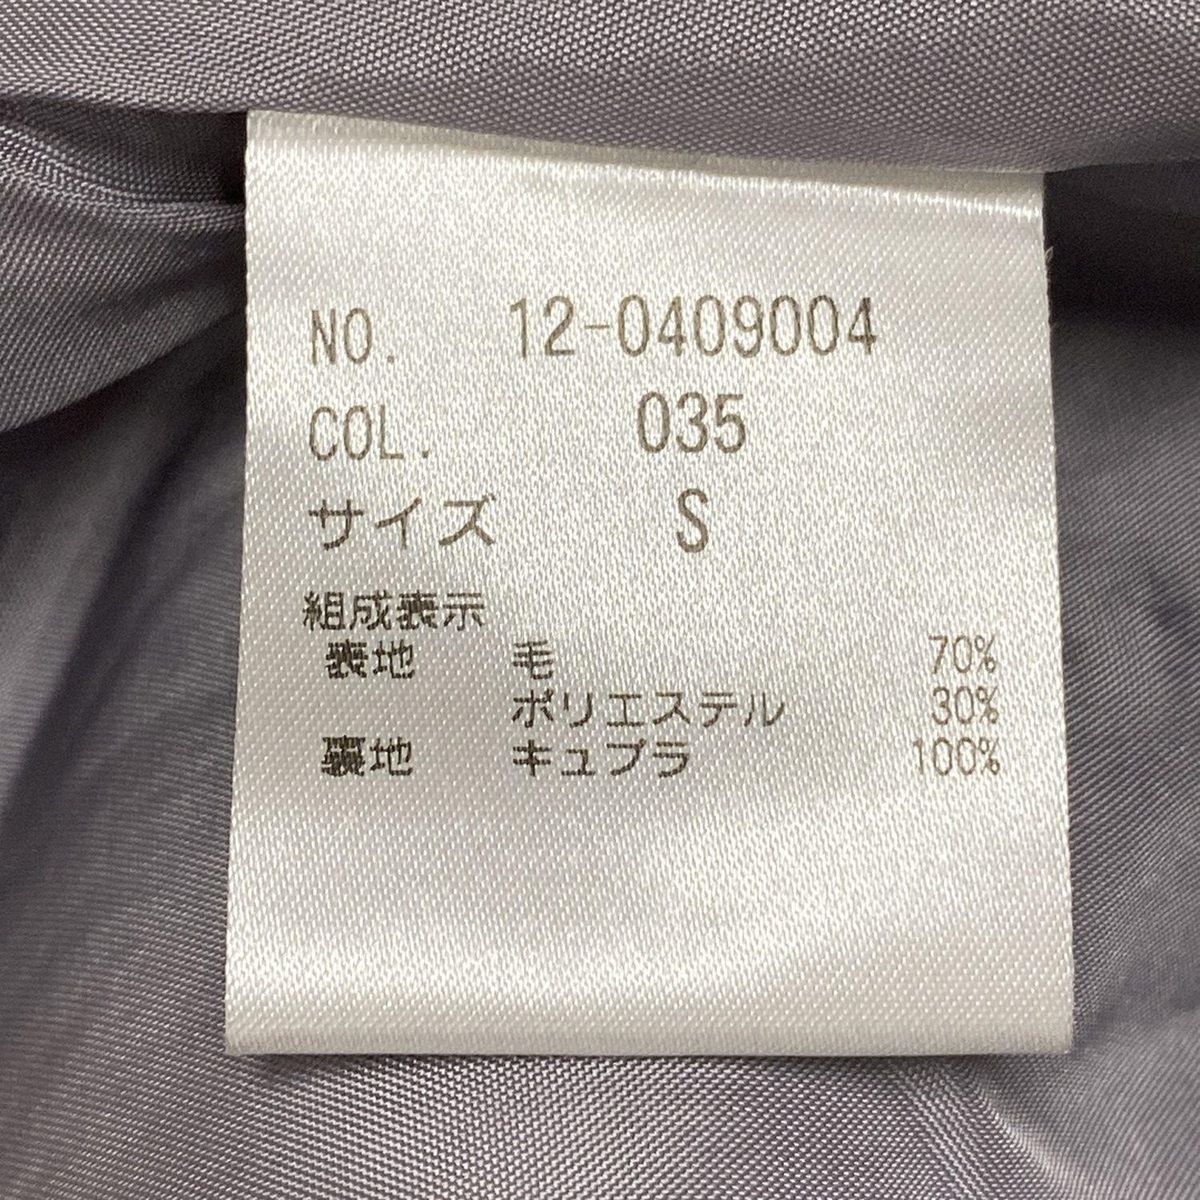 NO. 12-0409004
COL. 035
サイズ S
組成表示
表地 毛 70%
ポリエステル 30%
裏地 キュプラ 100%